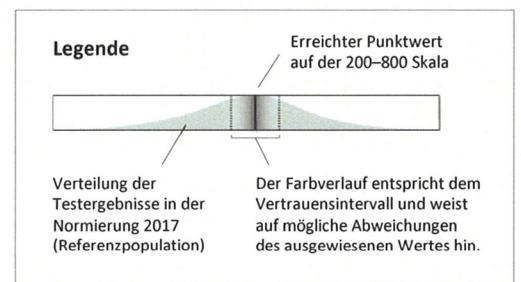 Legende
Erreichter Punktwert
auf der 200–800 Skala
Verteilung der
Testergebnisse in der
Normierung 2017
(Referenzpopulation)
Der Farbverlauf entspricht dem
Vertrauensintervall und weist
auf mögliche Abweichungen
des ausgewiesenen Wertes hin.